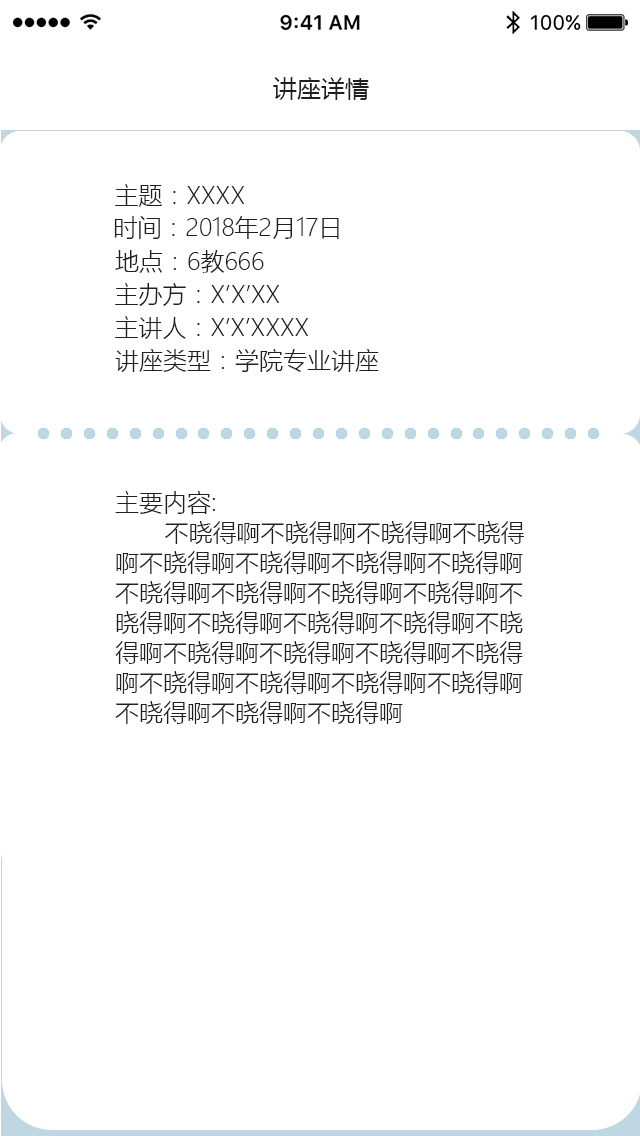 9:41 AM
100%
讲座详情
主题：XXXX
时间：2018年2月17日
地点：6教666
主办方：X'X'XX
主讲人：X'X'XXXX
讲座类型：学院专业讲座
主要内容:
不晓得啊不晓得啊不晓得啊不晓得
啊不晓得啊不晓得啊不晓得啊不晓得啊
不晓得啊不晓得啊不晓得啊不晓得啊不
晓得啊不晓得啊不晓得啊不晓得啊不晓
得啊不晓得啊不晓得啊不晓得啊不晓得
啊不晓得啊不晓得啊不晓得啊不晓得啊
不晓得啊不晓得啊不晓得啊